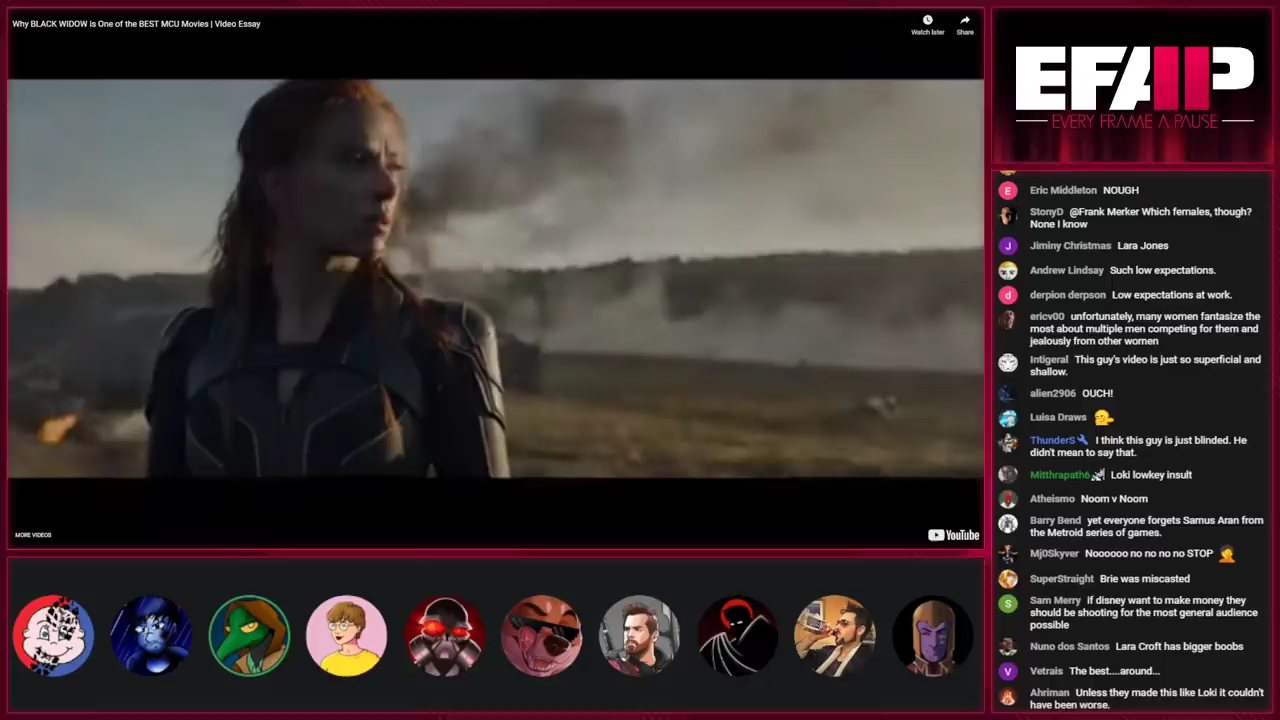 Why BLACK WIDOW is One of the BEST MCU Movies | Video Essay
Watch later
Share
MORE VIDEOS
YouTube
EFAP
EVERY FRAME A PAUSE
Eric Middleton NOUGH
StonyD @Frank Merker Which females, though?
None I know
Jiminy Christmas Lara Jones
Andrew Lindsay Such low expectations.
derpion derpson Low expectations at work.
ericv00 unfortunately, many women fantasize the
most about multiple men competing for them and
jealously from other women
Intigeral This guy's video is just so superficial and
shallow.
alien2906 OUCH!
Luisa Draws
ThunderS I think this guy is just blinded. He
didn't mean to say that.
Mitthrapath6 Loki lowkey insult
Atheismo Noom v Noom
Barry Bend yet everyone forgets Samus Aran from
the Metroid series of games.
Mj0Skyver Noooooo no no no no STOP
SuperStraight Brie was miscasted
Sam Merry if disney want to make money they
should be shooting for the most general audience
possible
Nuno dos Santos Lara Croft has bigger boobs
Vetrais The best....around...
Ahriman Unless they made this like Loki it couldn't
have been worse.